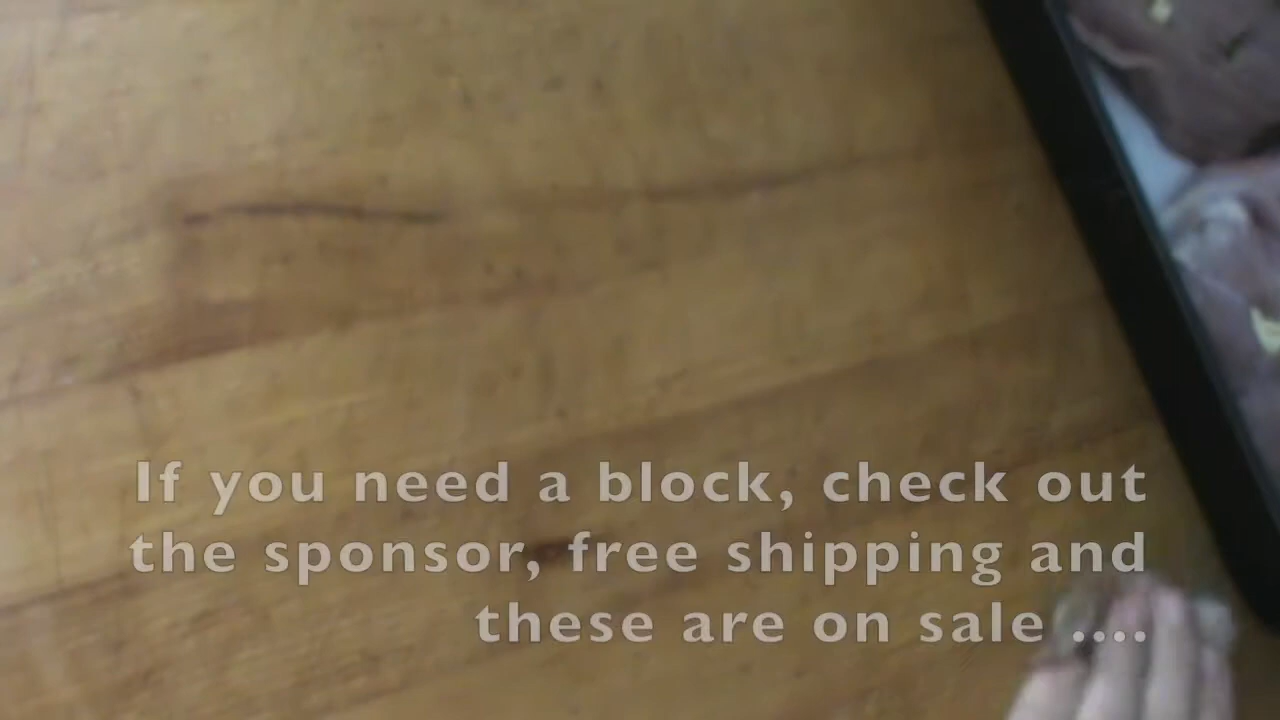 If you need a block, check out
the sponsor, free shipping and
these are on sale ....